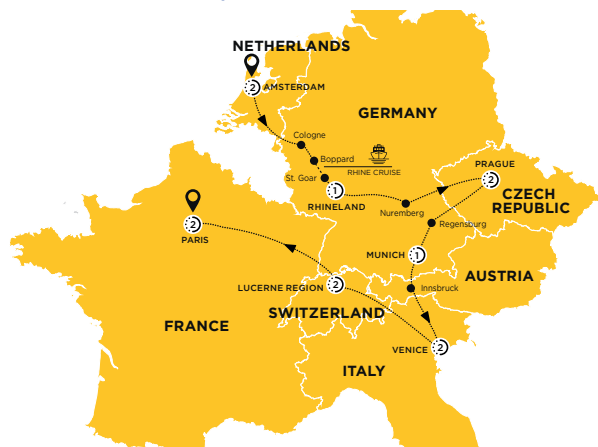 NETHERLANDS
2
AMSTERDAM
GERMANY
Cologne
Boppard
RHINE CRUISE
St. Goar
1
RHINELAND
PRAGUE
2
CZECH
REPUBLIC
Nuremberg
Regensburg
2
PARIS
MUNICH
1
AUSTRIA
LUCERNE REGION
2
Innsbruck
SWITZERLAND
FRANCE
VENICE
2
ITALY